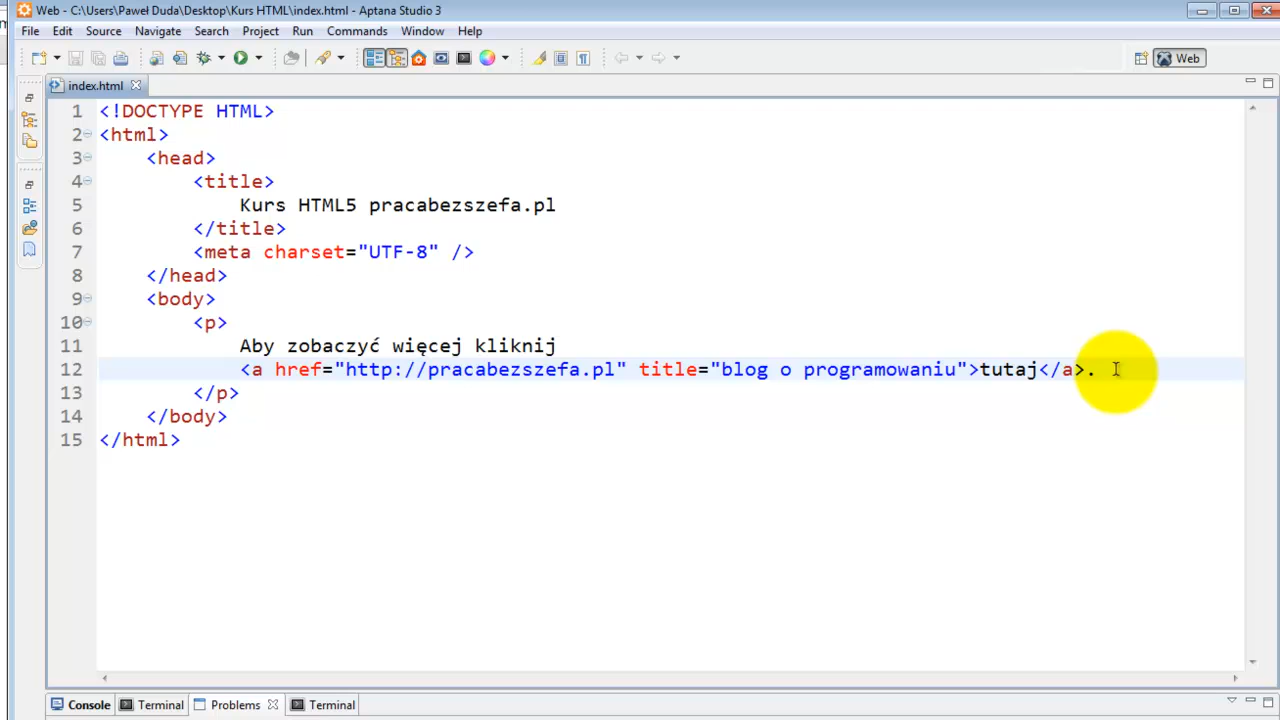 Web - C:\Users\Paweł Duda\Desktop\Kurs HTML\index.html - Aptana Studio 3
File Edit Source Navigate Search Project Run Commands Window Help
Web
index.html
1 <!DOCTYPE HTML>
2 <html>
3 <head>
4 <title>
5 Kurs HTML5 pracabezszefa.pl
6 </title>
7 <meta charset="UTF-8" />
8 </head>
9 <body>
10 <p>
11 Aby zobaczyć więcej kliknij
12 <a href="http://pracabezszefa.pl" title="blog o programowaniu">tutaj</a>.
13 </p>
14 </body>
15 </html>
Console Terminal Problems Terminal